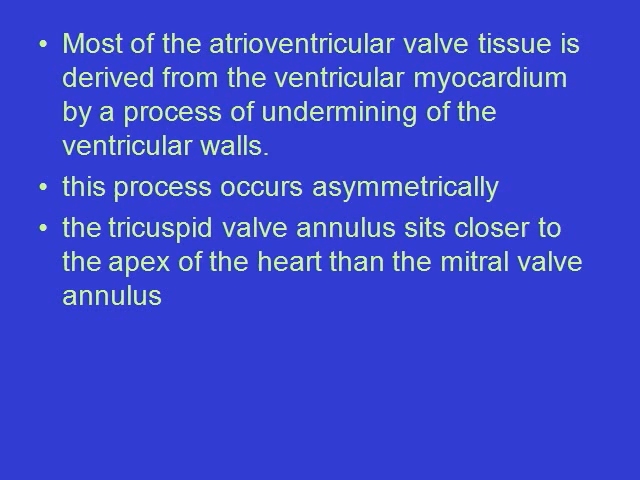 • Most of the atrioventricular valve tissue is
derived from the ventricular myocardium
by a process of undermining of the
ventricular walls.
• this process occurs asymmetrically
• the tricuspid valve annulus sits closer to
the apex of the heart than the mitral valve
annulus